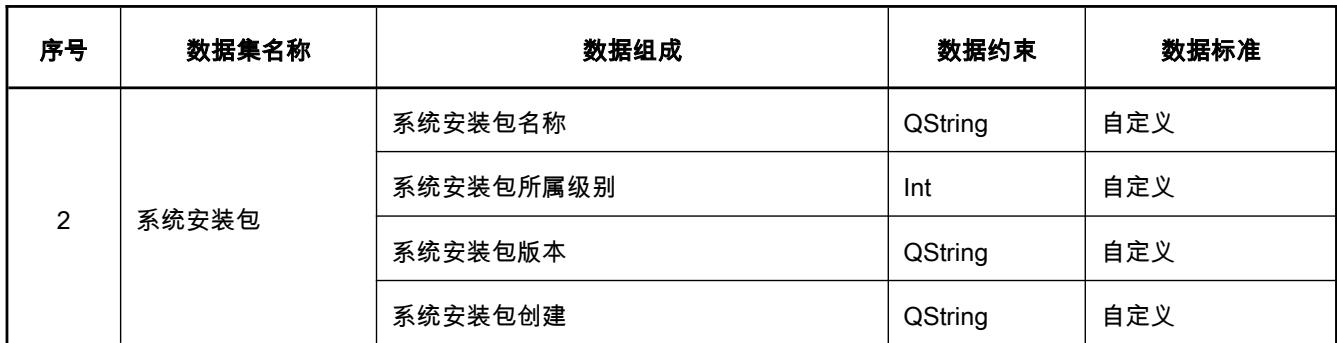 序号 数据集名称 数据组成 数据约束 数据标准
系统安装包名称 QString 自定义
系统安装包所属级别 Int 自定义
2 系统安装包
系统安装包版本 QString 自定义
系统安装包创建 QString 自定义